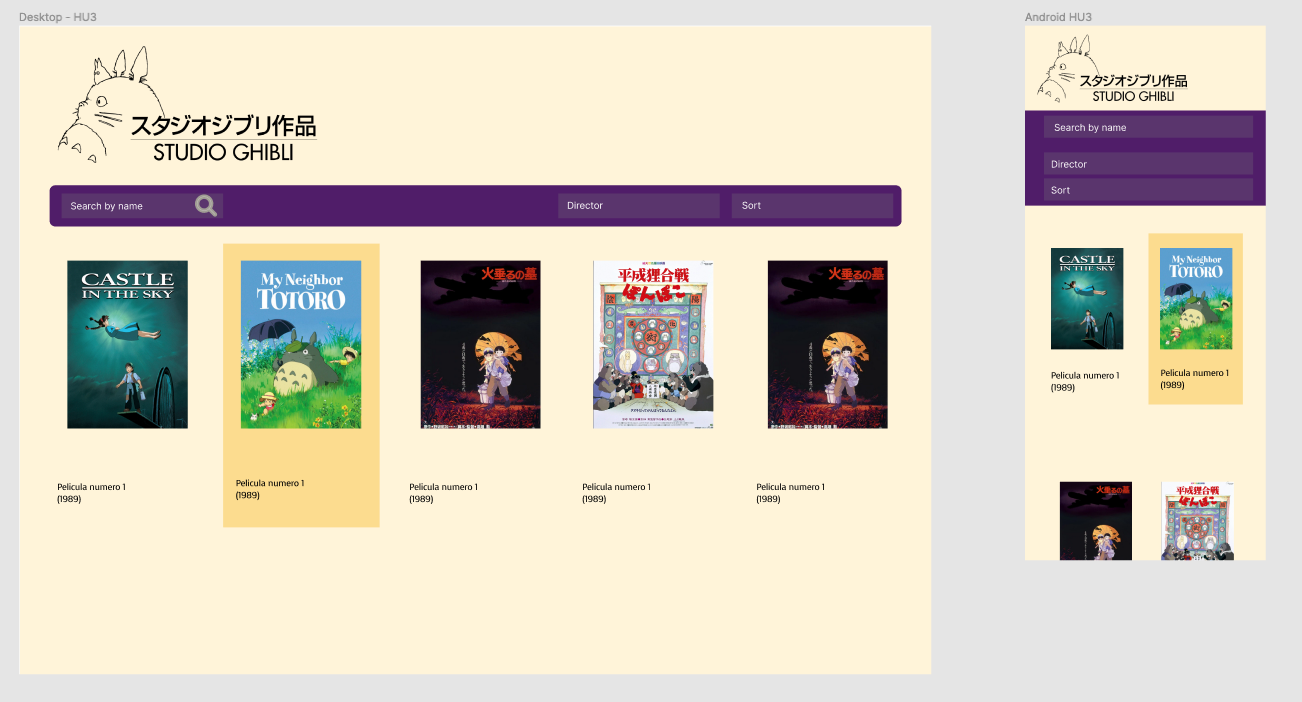 Desktop - HU3
スタジオジブリ作品
STUDIO GHIBLI
Search by name
Director
Sort
CASTLE
IN THE SKY
My Neighbor
TOTORO
火垂るの墓
平成狸合戦
ぽんぽこ
火垂るの墓
Pelicula numero 1
(1989)
Pelicula numero 1
(1989)
Pelicula numero 1
(1989)
Pelicula numero 1
(1989)
Pelicula numero 1
(1989)
Android HU3
スタジオジブリ作品
STUDIO GHIBLI
Search by name
Director
Sort
CASTLE
IN THE SKY
My Neighbor
TOTORO
Pelicula numero 1
(1989)
Pelicula numero 1
(1989)
火垂るの墓
平成狸合戦
ぽんぽこ